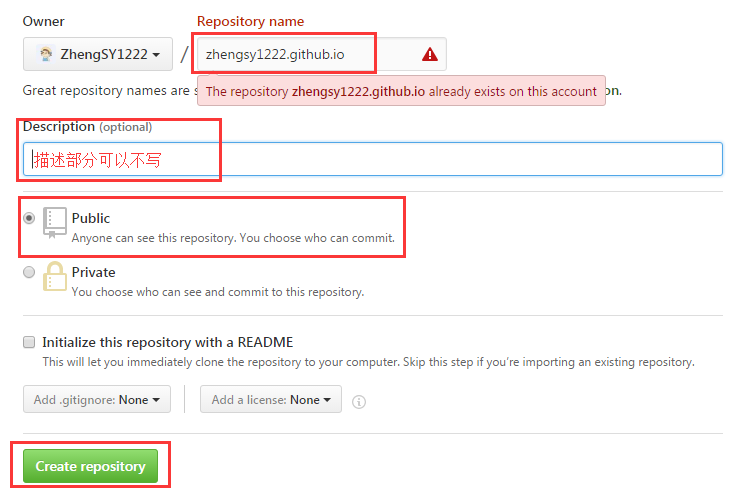 Owner
Repository name
ZhengSY1222 / zhengsy1222.github.io
The repository zhengsy1222.github.io already exists on this account
Great repository names are s on.
Description (optional)
描述部分可以不写
Public
Anyone can see this repository. You choose who can commit.
Private
You choose who can see and commit to this repository.
Initialize this repository with a README
This will let you immediately clone the repository to your computer. Skip this step if you're importing an existing repository.
Add .gitignore: None
Add a license: None
Create repository